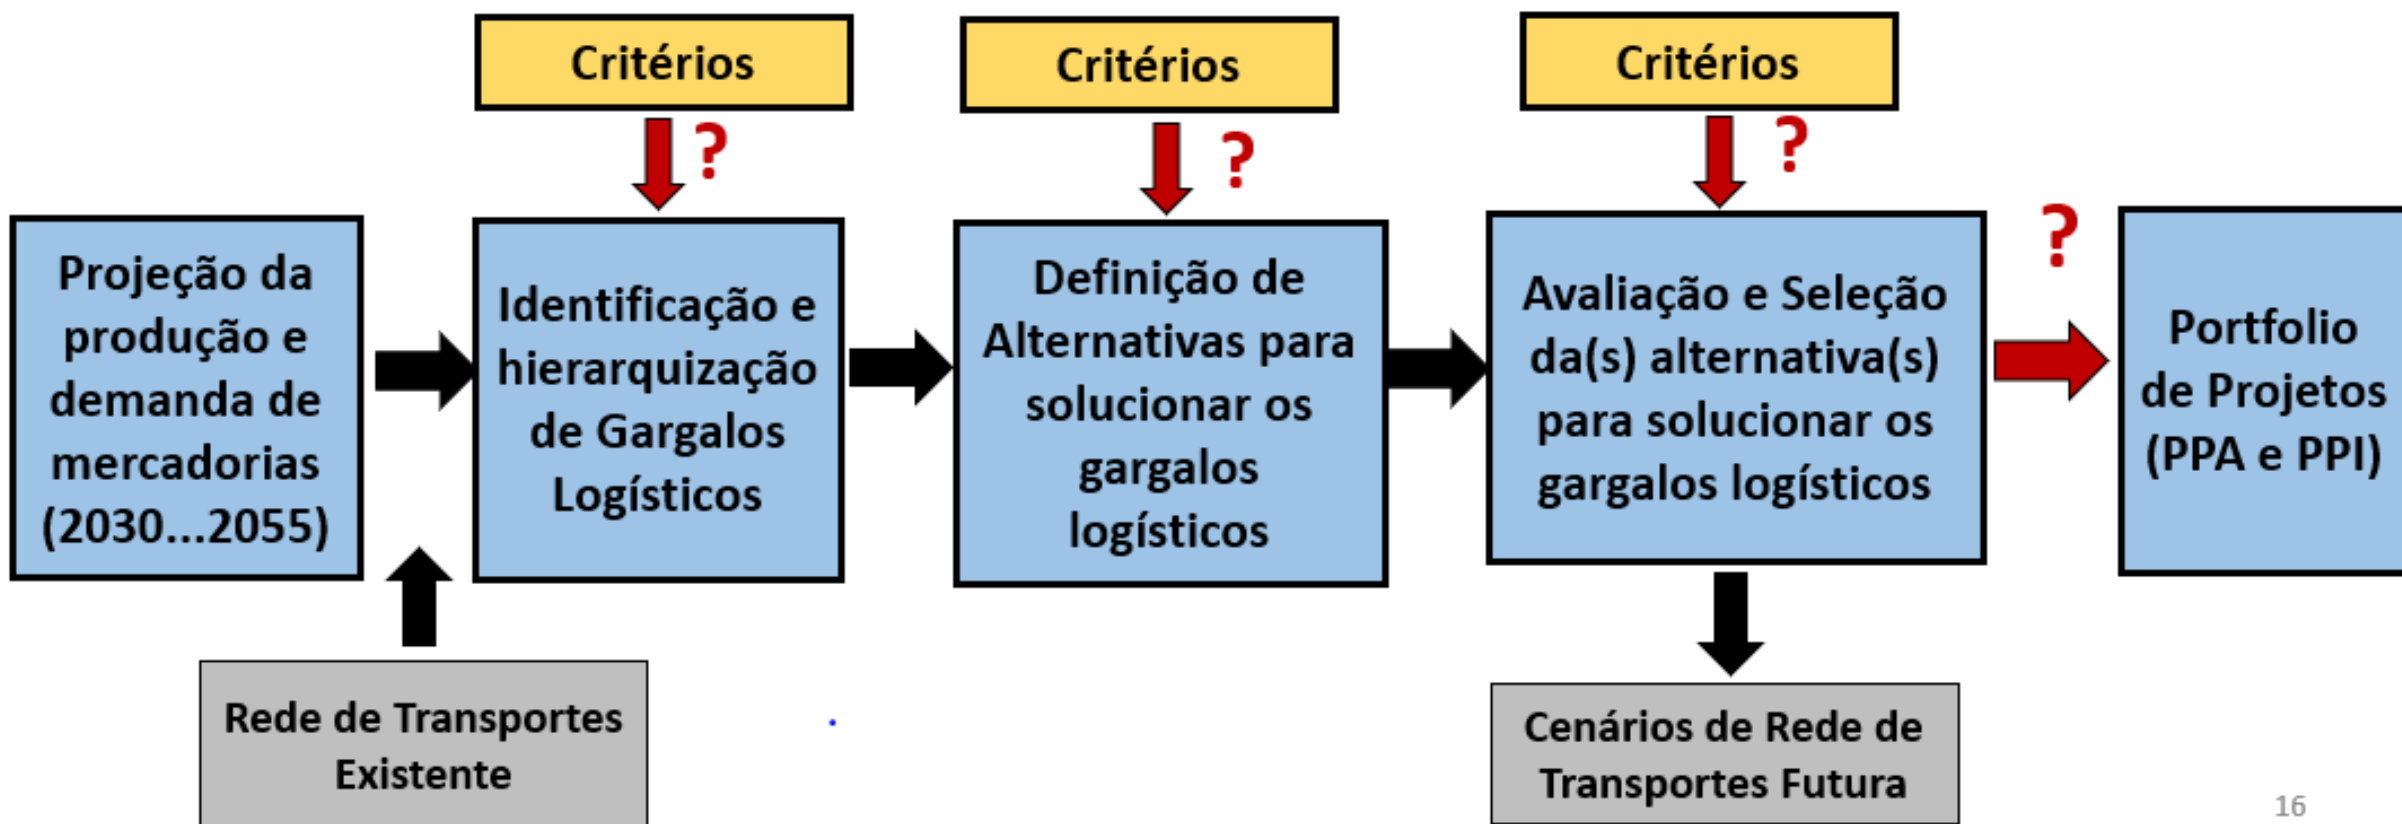 Critérios
Critérios
Critérios
?
?
?
?
Projeção da
produção e
demanda de
mercadorias
(2030...2055)
Identificação e
hierarquização
de Gargalos
Logísticos
Definição de
Alternativas para
solucionar os
gargalos
logísticos
Avaliação e Seleção
da(s) alternativa(s)
para solucionar os
gargalos logísticos
Portfolio
de Projetos
(PPA e PPI)
Rede de Transportes
Existente
Cenários de Rede de
Transportes Futura
16